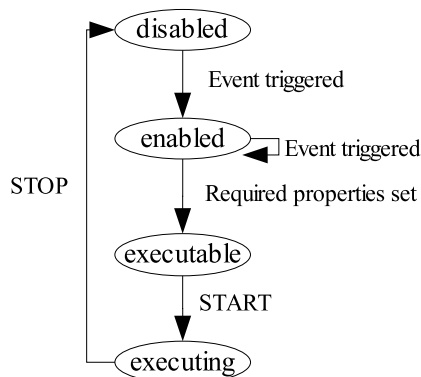 disabled
Event triggered
enabled
Event triggered
STOP
Required properties set
executable
START
executing